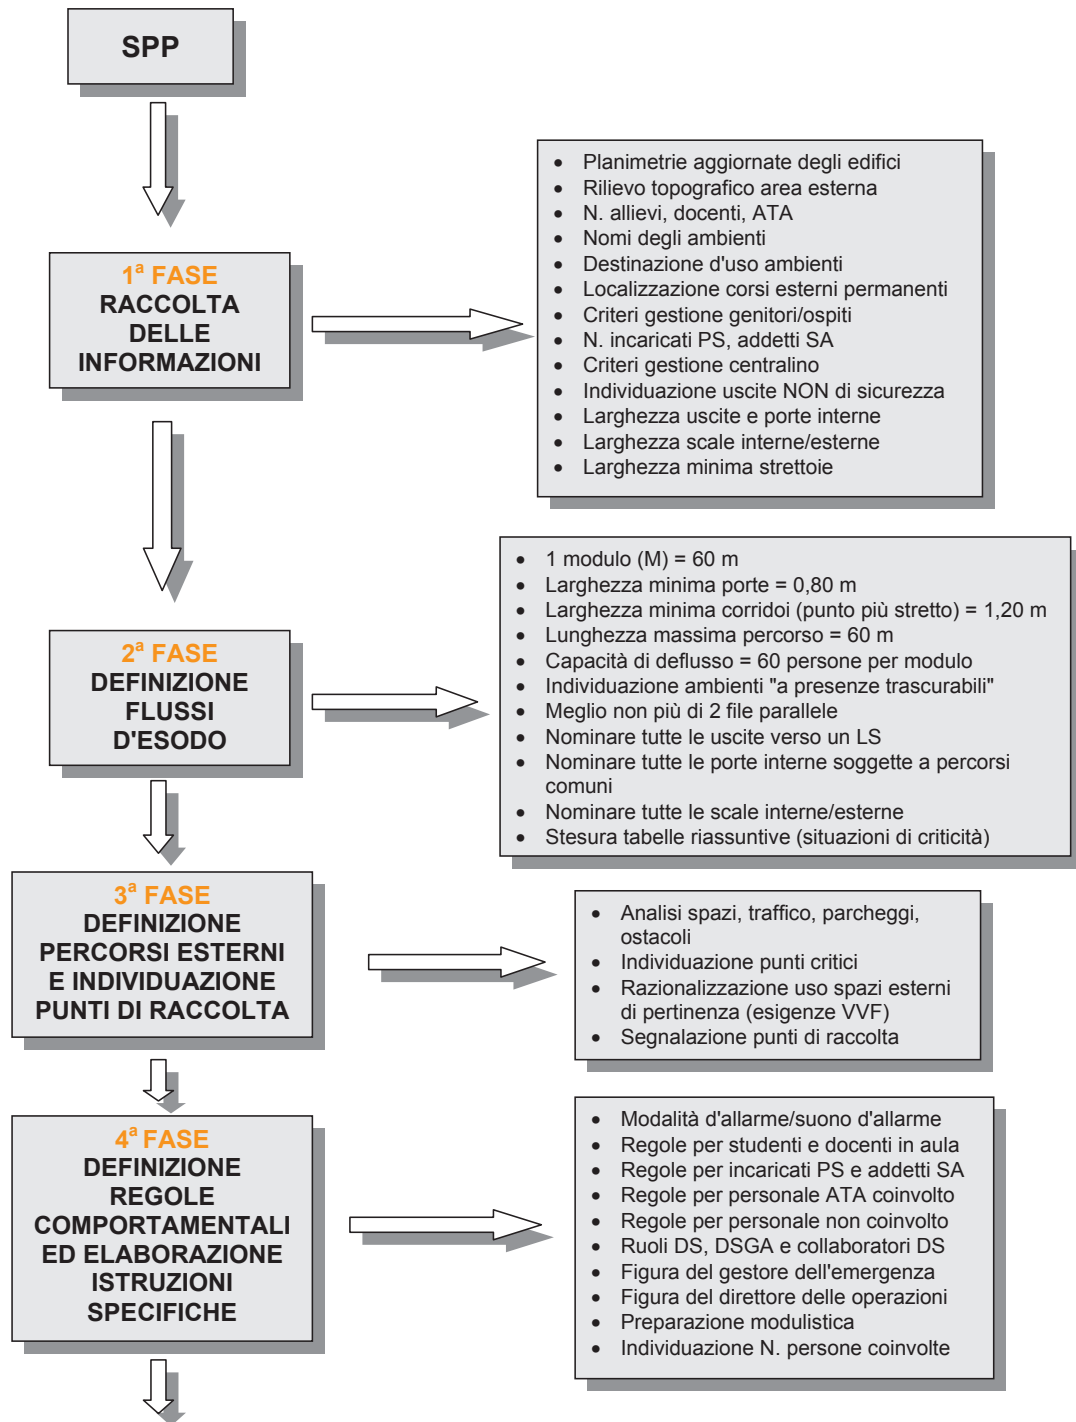 SPP
1ª FASE
RACCOLTA
DELLE
INFORMAZIONI
• Planimetrie aggiornate degli edifici
• Rilievo topografico area esterna
• N. allievi, docenti, ATA
• Nomi degli ambienti
• Destinazione d'uso ambienti
• Localizzazione corsi esterni permanenti
• Criteri gestione genitori/ospiti
• N. incaricati PS, addetti SA
• Criteri gestione centralino
• Individuazione uscite NON di sicurezza
• Larghezza uscite e porte interne
• Larghezza scale interne/esterne
• Larghezza minima strettoie
2ª FASE
DEFINIZIONE
FLUSSI
D'ESODO
• 1 modulo (M) = 60 m
• Larghezza minima porte = 0,80 m
• Larghezza minima corridoi (punto più stretto) = 1,20 m
• Lunghezza massima percorso = 60 m
• Capacità di deflusso = 60 persone per modulo
• Individuazione ambienti "a presenze trascurabili"
• Meglio non più di 2 file parallele
• Nominare tutte le uscite verso un LS
• Nominare tutte le porte interne soggette a percorsi
comuni
• Nominare tutte le scale interne/esterne
• Stesura tabelle riassuntive (situazioni di criticità)
3ª FASE
DEFINIZIONE
PERCORSI ESTERNI
E INDIVIDUAZIONE
PUNTI DI RACCOLTA
• Analisi spazi, traffico, parcheggi,
ostacoli
• Individuazione punti critici
• Razionalizzazione uso spazi esterni
di pertinenza (esigenze VVF)
• Segnalazione punti di raccolta
4ª FASE
DEFINIZIONE
REGOLE
COMPORTAMENTALI
ED ELABORAZIONE
ISTRUZIONI
SPECIFICHE
• Modalità d'allarme/suono d'allarme
• Regole per studenti e docenti in aula
• Regole per incaricati PS e addetti SA
• Regole per personale ATA coinvolto
• Regole per personale non coinvolto
• Ruoli DS, DSGA e collaboratori DS
• Figura del gestore dell'emergenza
• Figura del direttore delle operazioni
• Preparazione modulistica
• Individuazione N. persone coinvolte